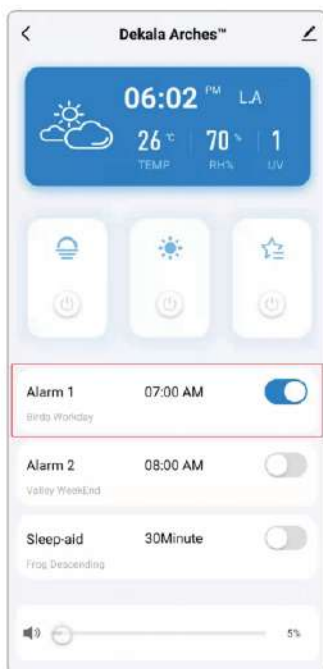 Dekala Arches™
06:02 PM L.A
26 °C 70 % 1
TEMP RH% UV
Alarm 1 07:00 AM
Birds Workday
Alarm 2 08:00 AM
Valley WeekEnd
Sleep-aid 30Minute
Frog Descending
5%